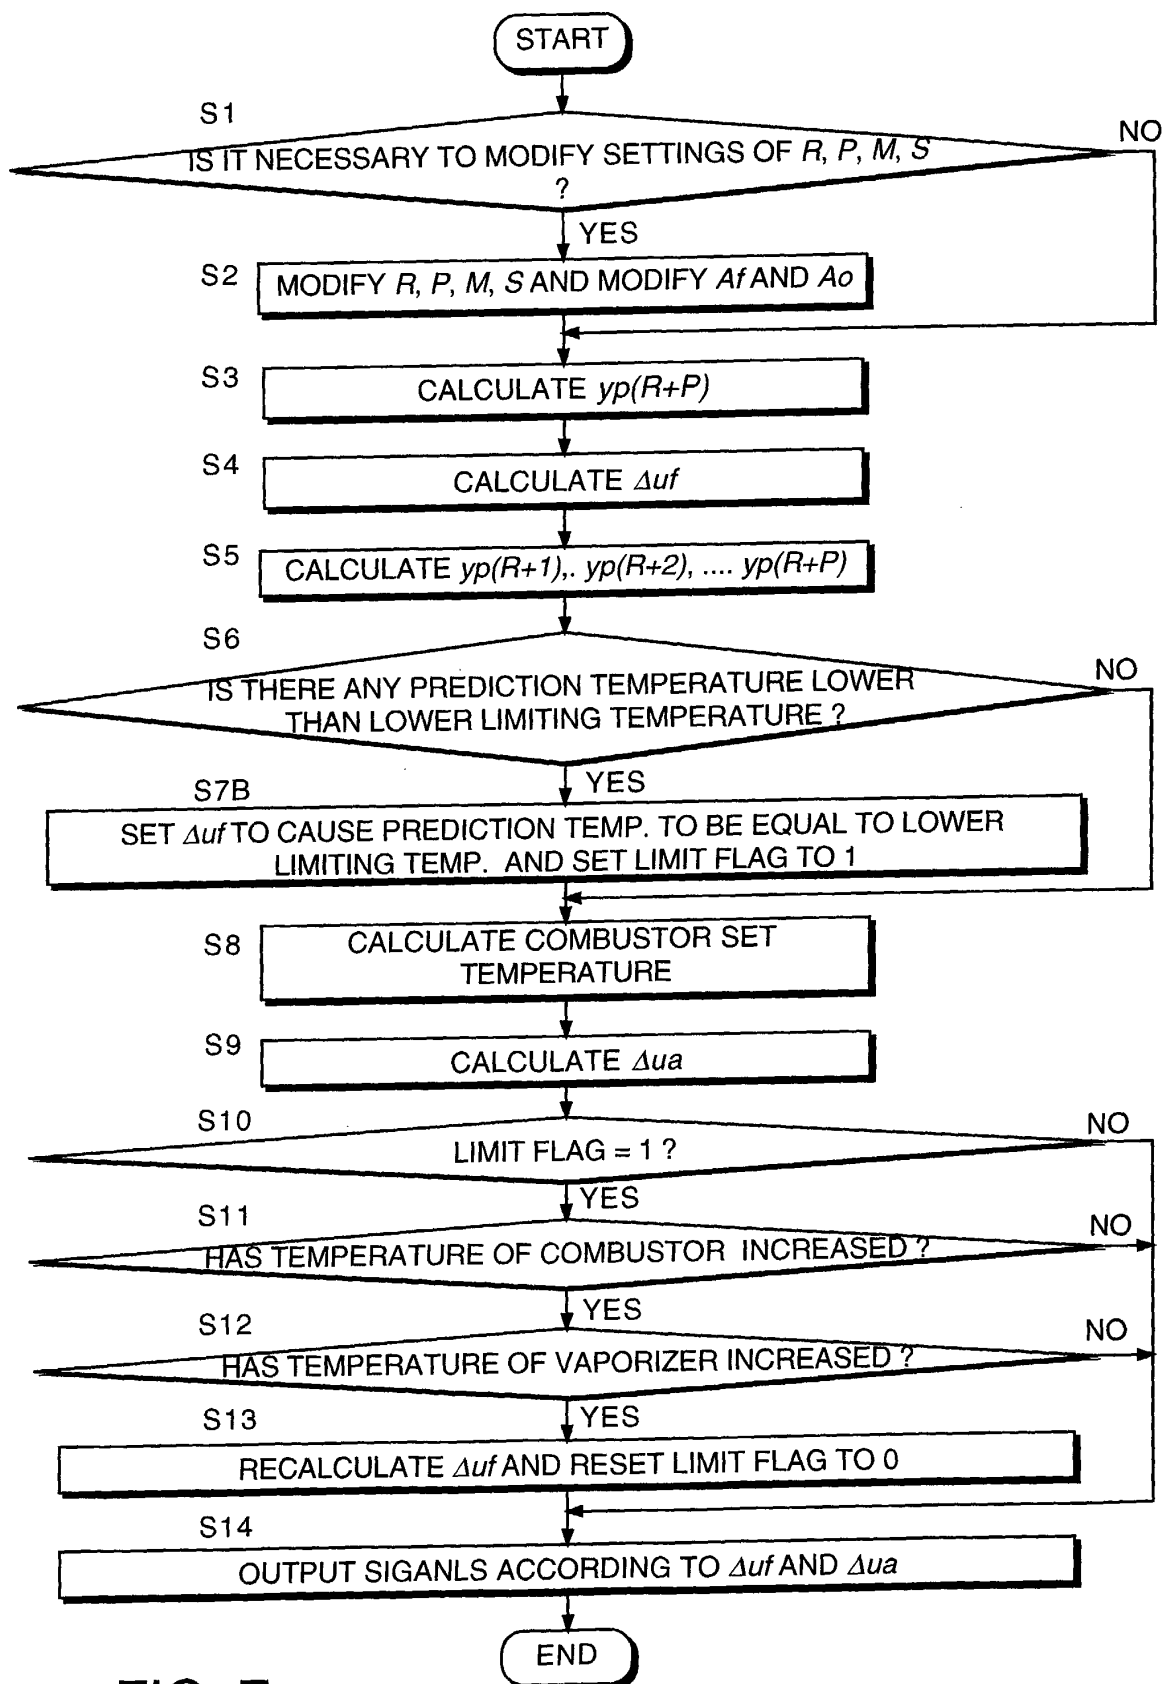 START
S1
NO
IS IT NECESSARY TO MODIFY SETTINGS OF R, P, M, S
?
YES
S2
MODIFY R, P, M, S AND MODIFY Af AND Ao
S3
CALCULATE yp(R+P)
S4
CALCULATE Δuf
S5
CALCULATE yp(R+1),. yp(R+2), .... yp(R+P)
S6
NO
IS THERE ANY PREDICTION TEMPERATURE LOWER
THAN LOWER LIMITING TEMPERATURE ?
YES
S7B
SET Δuf TO CAUSE PREDICTION TEMP. TO BE EQUAL TO LOWER
LIMITING TEMP. AND SET LIMIT FLAG TO 1
S8
CALCULATE COMBUSTOR SET
TEMPERATURE
S9
CALCULATE Δua
S10
NO
LIMIT FLAG = 1 ?
YES
S11
NO
HAS TEMPERATURE OF COMBUSTOR INCREASED ?
YES
S12
NO
HAS TEMPERATURE OF VAPORIZER INCREASED ?
YES
S13
RECALCULATE Δuf AND RESET LIMIT FLAG TO 0
S14
OUTPUT SIGANLS ACCORDING TO Δuf AND Δua
END